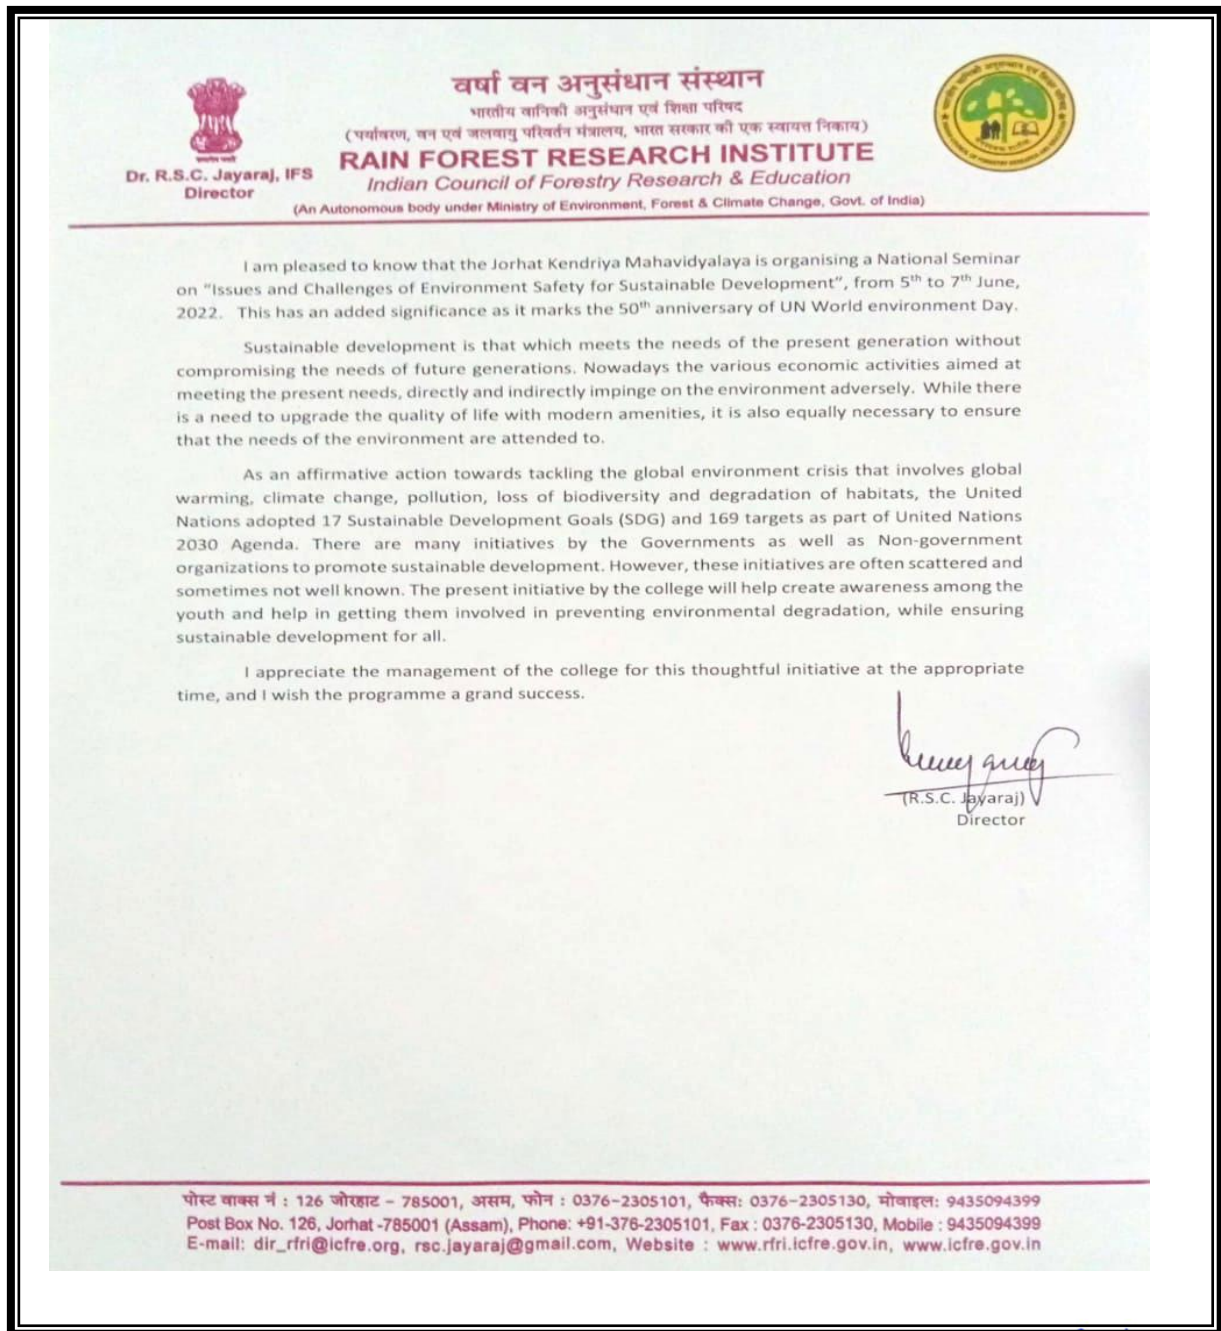 वर्षा वन अनुसंधान संस्थान
भारतीय वानिकी अनुसंधान एवं शिक्षा परिषद
(पर्यावरण, वन एवं जलवायु परिवर्तन मंत्रालय, भारत सरकार की एक स्वायत्त निकाय)
RAIN FOREST RESEARCH INSTITUTE
Indian Council of Forestry Research & Education
(An Autonomous body under Ministry of Environment, Forest & Climate Change, Govt. of India)
Dr. R.S.C. Jayaraj, IFS
Director
I am pleased to know that the Jorhat Kendriya Mahavidyalaya is organising a National Seminar
on "Issues and Challenges of Environment Safety for Sustainable Development", from 5th to 7th June,
2022. This has an added significance as it marks the 50th anniversary of UN World environment Day.
Sustainable development is that which meets the needs of the present generation without
compromising the needs of future generations. Nowadays the various economic activities aimed at
meeting the present needs, directly and indirectly impinge on the environment adversely. While there
is a need to upgrade the quality of life with modern amenities, it is also equally necessary to ensure
that the needs of the environment are attended to.
As an affirmative action towards tackling the global environment crisis that involves global
warming, climate change, pollution, loss of biodiversity and degradation of habitats, the United
Nations adopted 17 Sustainable Development Goals (SDG) and 169 targets as part of United Nations
2030 Agenda. There are many initiatives by the Governments as well as Non-government
organizations to promote sustainable development. However, these initiatives are often scattered and
sometimes not well known. The present initiative by the college will help create awareness among the
youth and help in getting them involved in preventing environmental degradation, while ensuring
sustainable development for all.
I appreciate the management of the college for this thoughtful initiative at the appropriate
time, and I wish the programme a grand success.
(R.S.C. Jayaraj)
Director
पोस्ट वाक्स नं : 126 जोरहाट – 785001, असम, फोन : 0376-2305101, फैक्स: 0376-2305130, मोवाइल: 9435094399
Post Box No. 126, Jorhat -785001 (Assam), Phone: +91-376-2305101, Fax : 0376-2305130, Mobile : 9435094399
E-mail: dir_rfri@icfre.org, rsc.jayaraj@gmail.com, Website : www.rfri.icfre.gov.in, www.icfre.gov.in